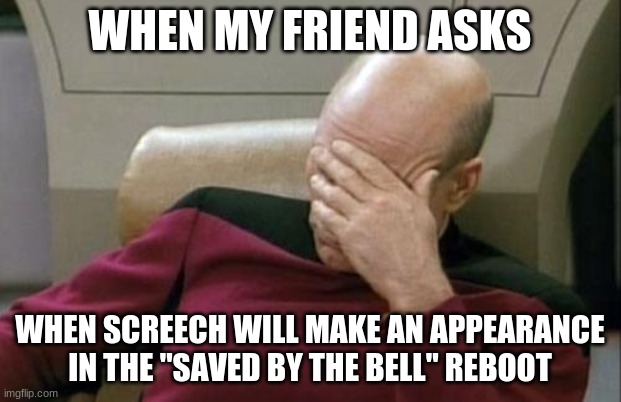 WHEN MY FRIEND ASKS
WHEN SCREECH WILL MAKE AN APPEARANCE
IN THE "SAVED BY THE BELL" REBOOT
imgflip.com